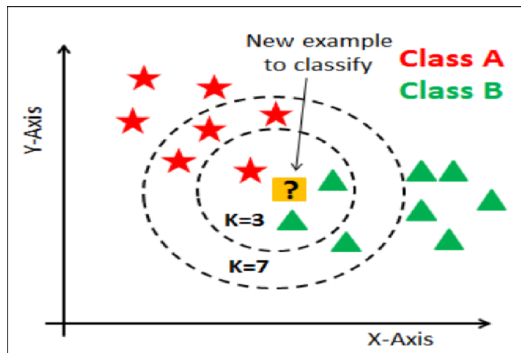 New example
to classify
Class A
Class B
Y-Axis
?
K=3
K=7
X-Axis